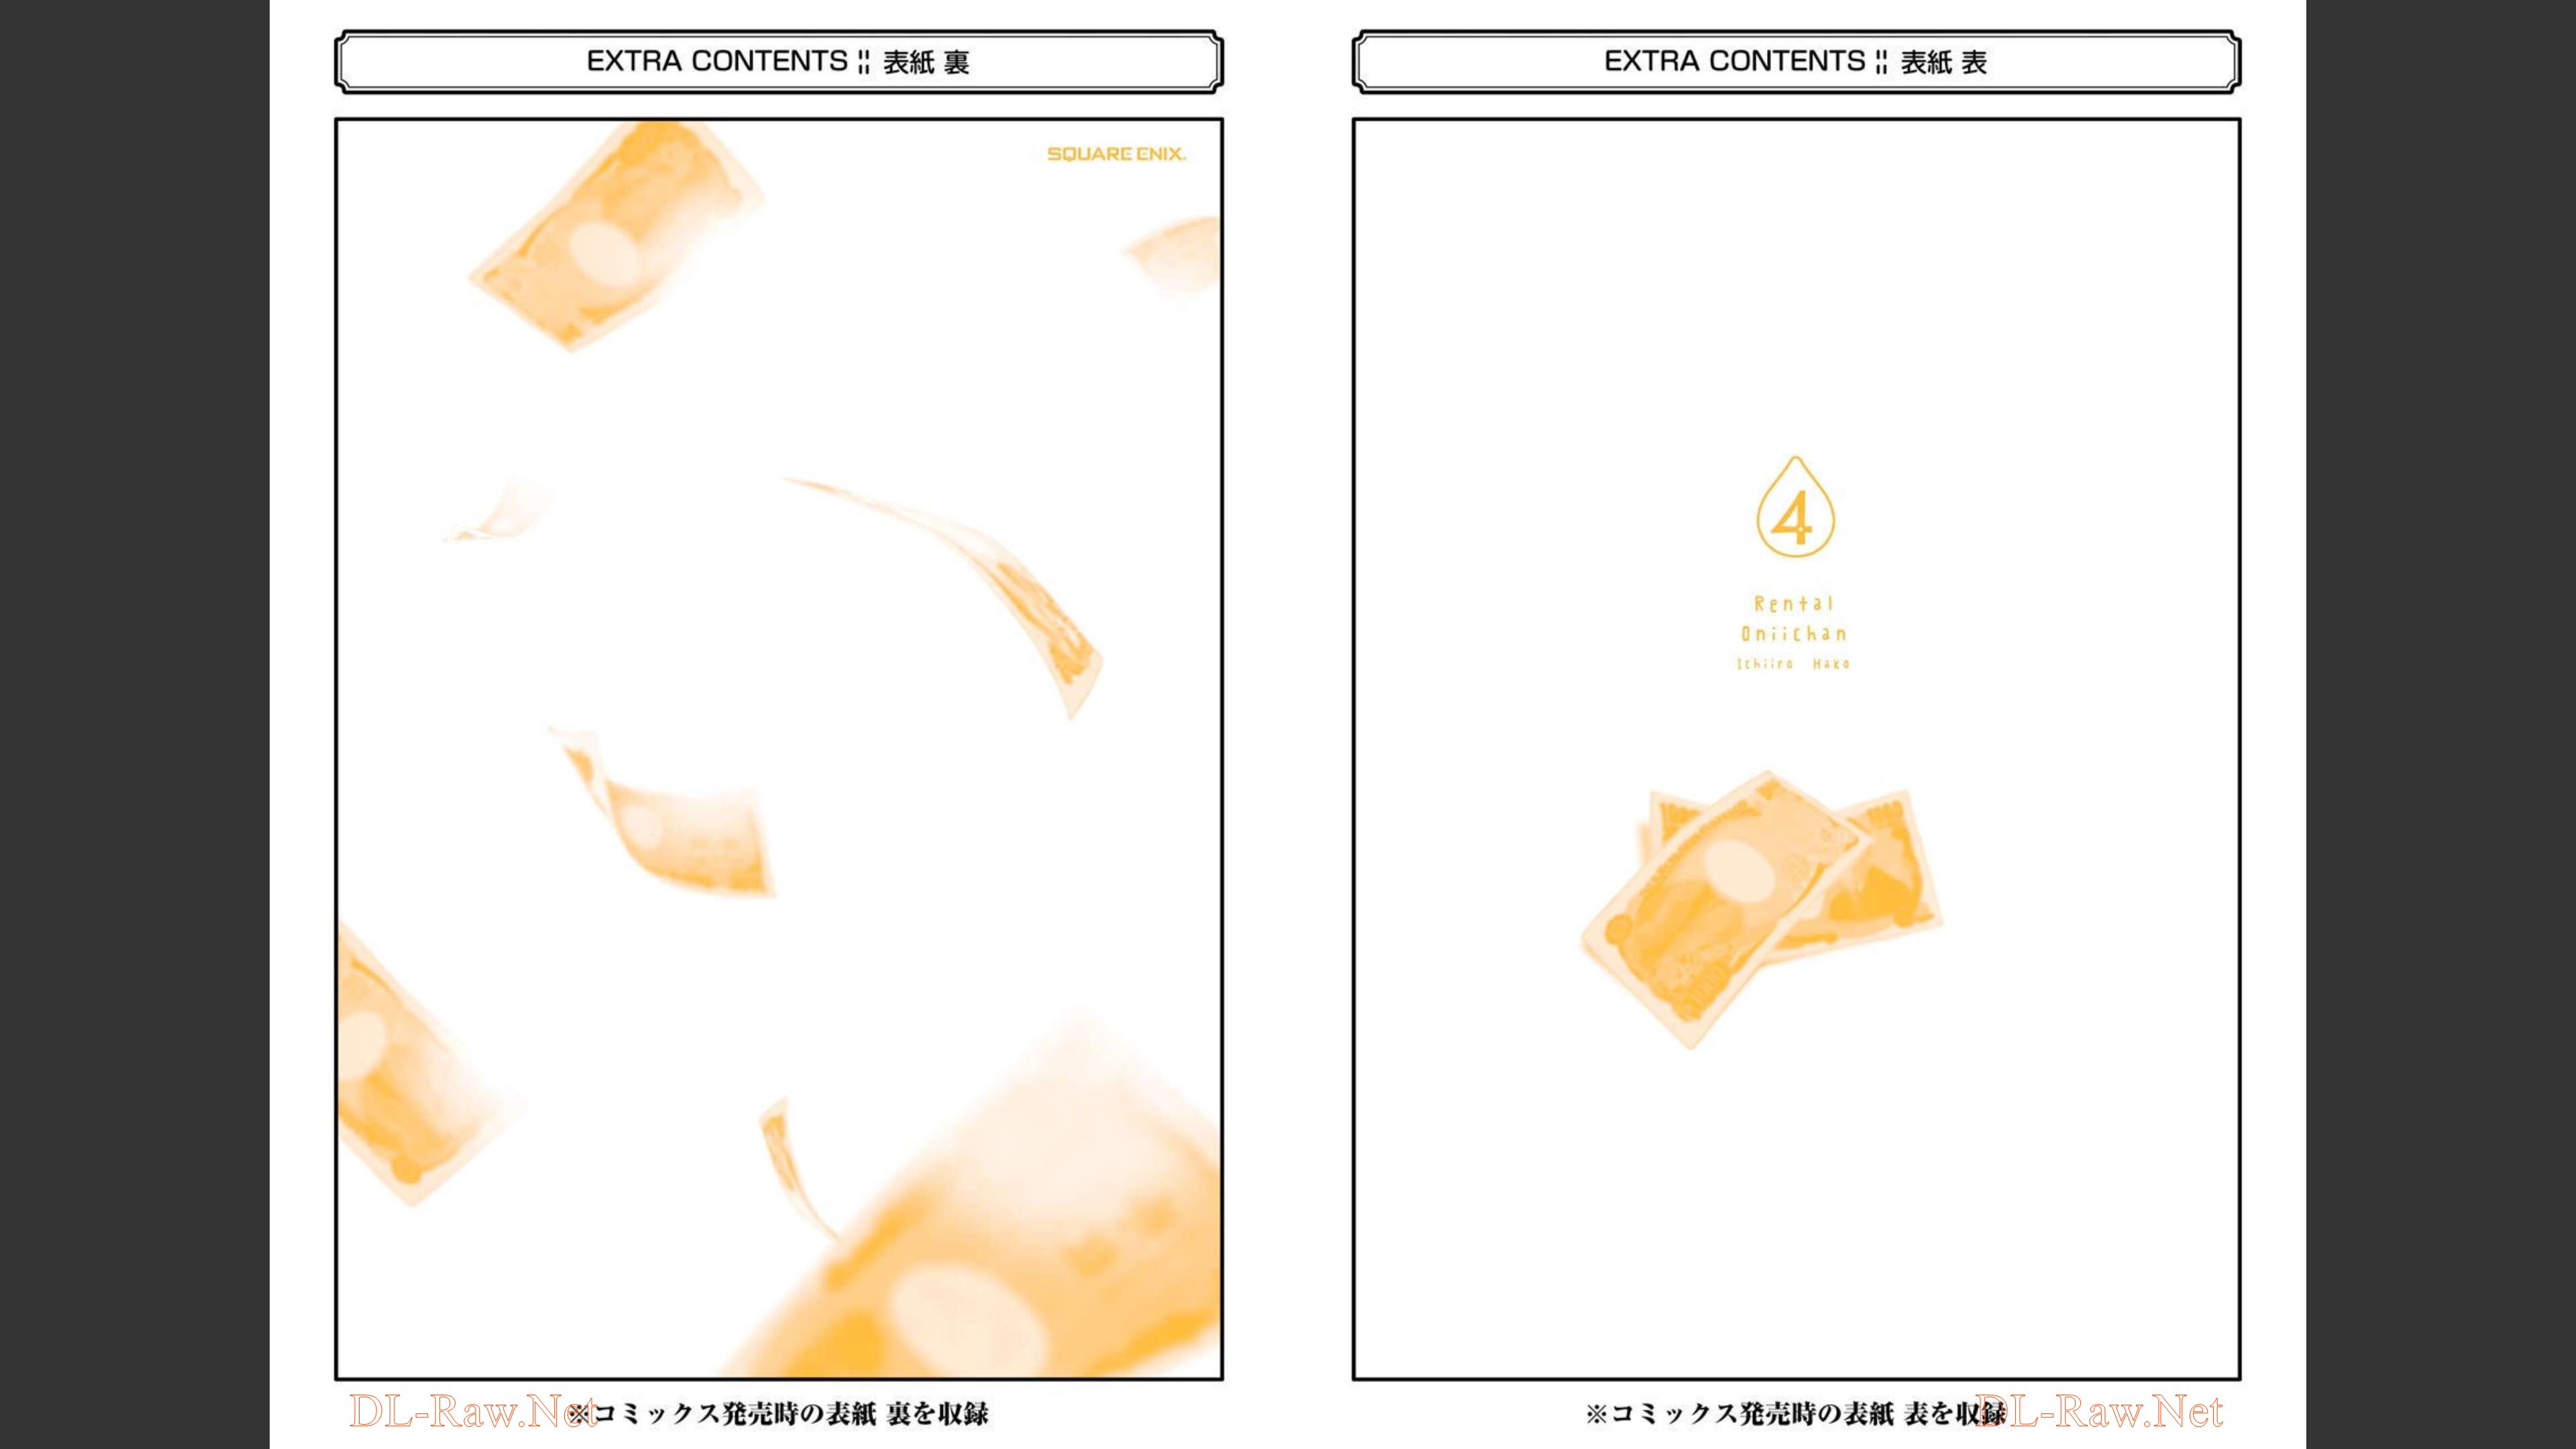 EXTRA CONTENTS ¦¦ 表紙 裏
SQUARE ENIX.
DL-Raw.Net
※コミックス発売時の表紙 裏を収録
EXTRA CONTENTS ¦¦ 表紙 表
4
Rental
Oniichan
Ichiiro Hako
※コミックス発売時の表紙 表を収録
DL-Raw.Net